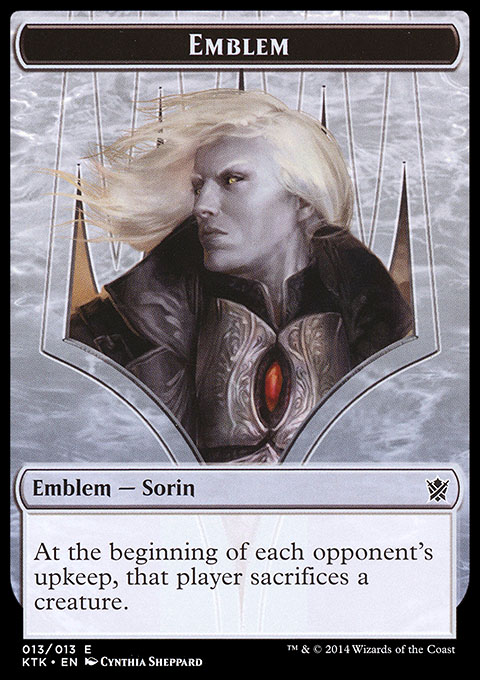 EMBLEM
Emblem — Sorin
At the beginning of each opponent's
upkeep, that player sacrifices a
creature.
013/013 E
KTK • EN CYNTHIA SHEPPARD
™ & © 2014 Wizards of the Coast